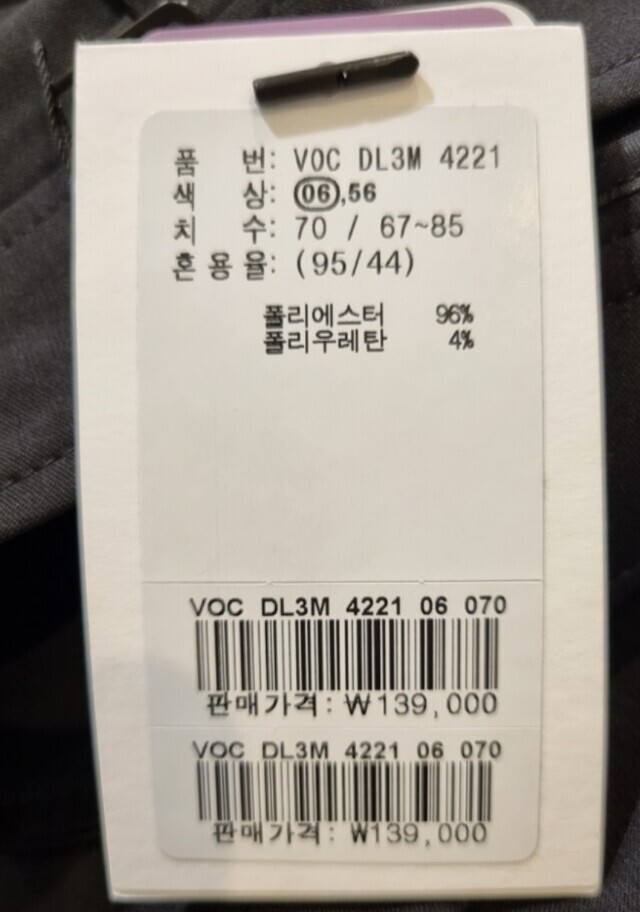 품 번: VOC DL3M 4221
색 상: 06,56
치 수: 70 / 67~85
혼용율: (95/44)
폴리에스터 96%
폴리우레탄 4%
VOC DL3M 4221 06 070
판매가격: ₩139,000
VOC DL3M 4221 06 070
판매가격: ₩139,000